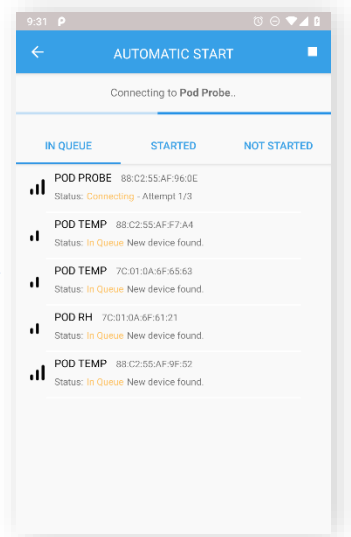 9:31
AUTOMATIC START
Connecting to Pod Probe..
IN QUEUE STARTED NOT STARTED
POD PROBE 88:C2:55:AF:96:0E
Status: Connecting - Attempt 1/3
POD TEMP 88:C2:55:AF:F7:A4
Status: In Queue New device found.
POD TEMP 7C:01:0A:6F:65:63
Status: In Queue New device found.
POD RH 7C:01:0A:6F:61:21
Status: In Queue New device found.
POD TEMP 88:C2:55:AF:9F:52
Status: In Queue New device found.